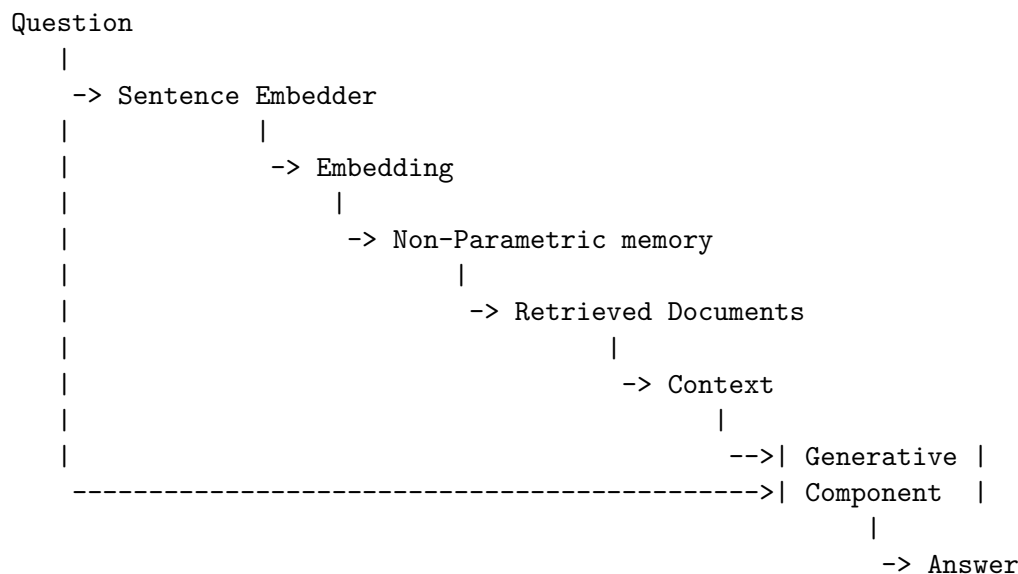 Question
|
-> Sentence Embedder
| |
| -> Embedding
| |
| -> Non-Parametric memory
| |
| -> Retrieved Documents
| |
| -> Context
| |
| -->| Generative |
--------------------------------------------->| Component |
|
-> Answer